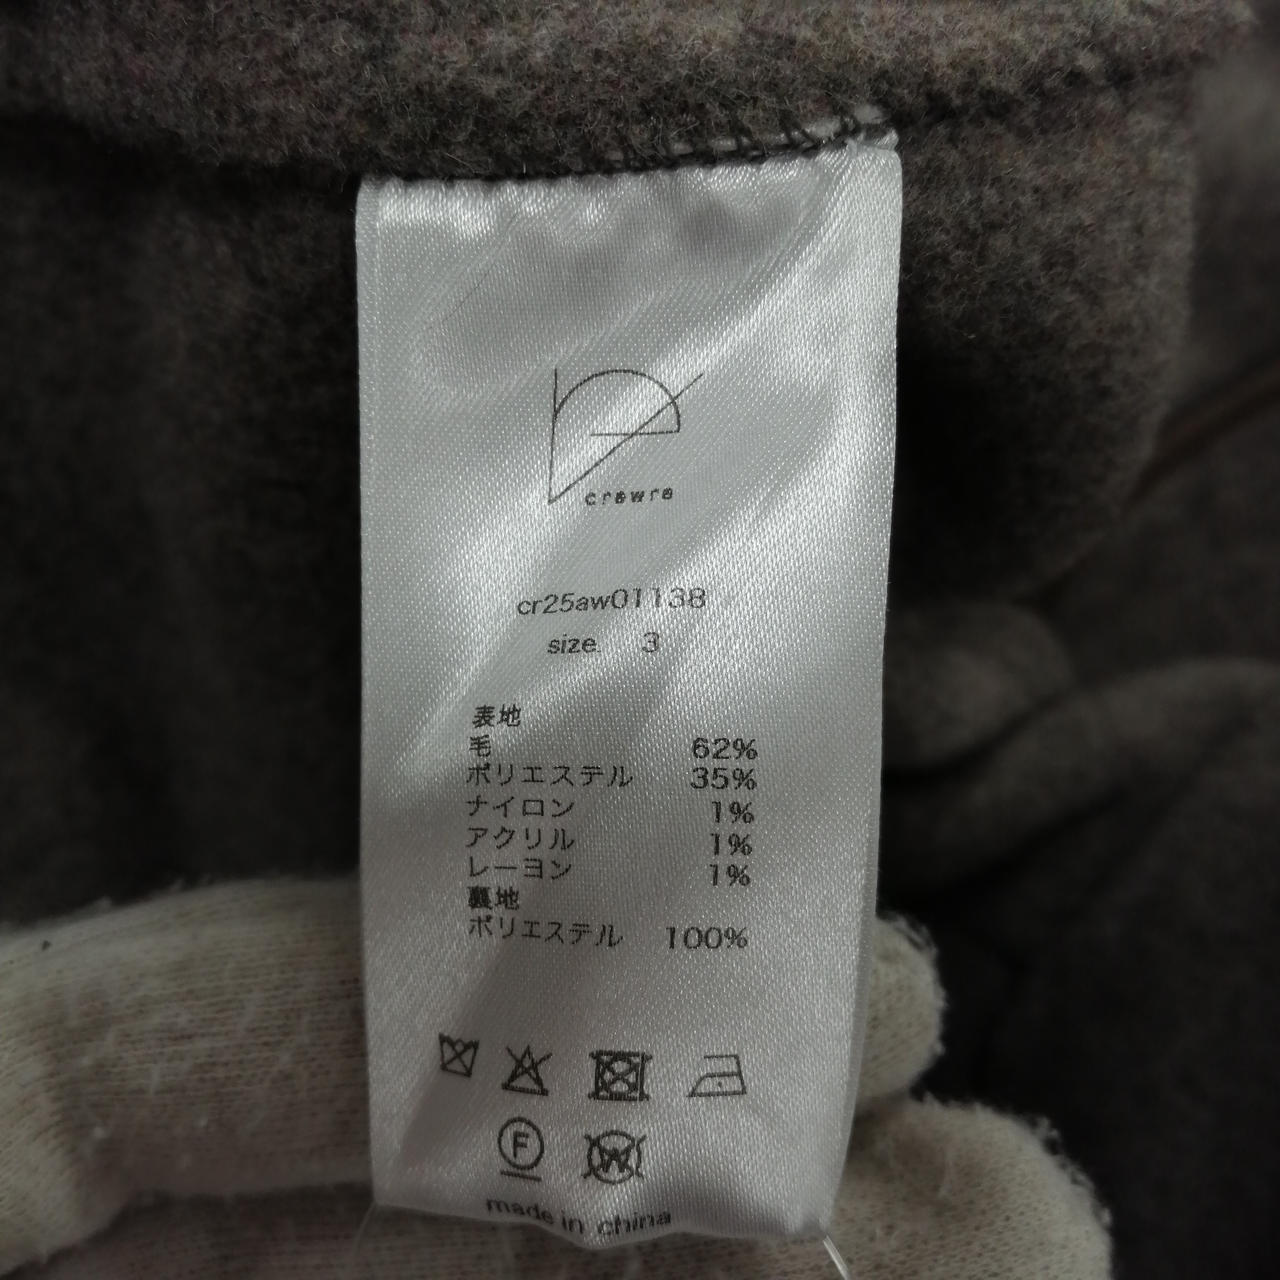 crawra
cr25aw01138
size 3
表地
毛 62%
ポリエステル 35%
ナイロン 1%
アクリル 1%
レーヨン 1%
裏地
ポリエステル 100%
F
W
made in china